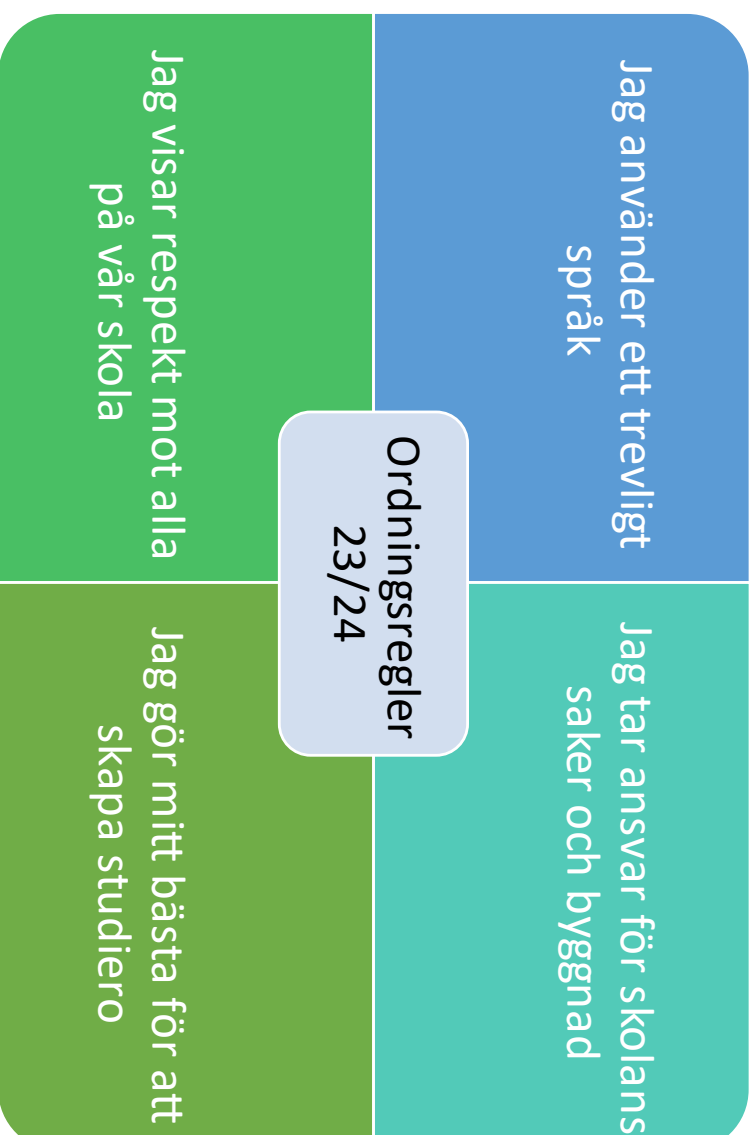 Jag använder ett trevligt
språk
Jag tar ansvar för skolans
saker och byggnad
Ordningsregler
23/24
Jag visar respekt mot alla
på vår skola
Jag gör mitt bästa för att
skapa studiero